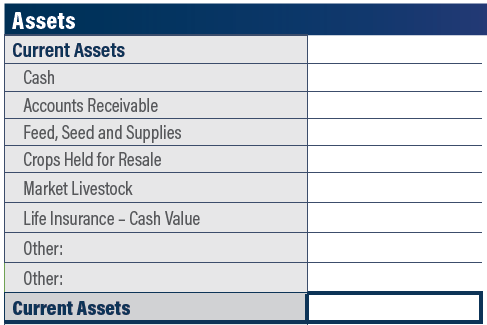 Assets
Current Assets
Cash
Accounts Receivable
Feed, Seed and Supplies
Crops Held for Resale
Market Livestock
Life Insurance – Cash Value
Other:
Other:
Current Assets